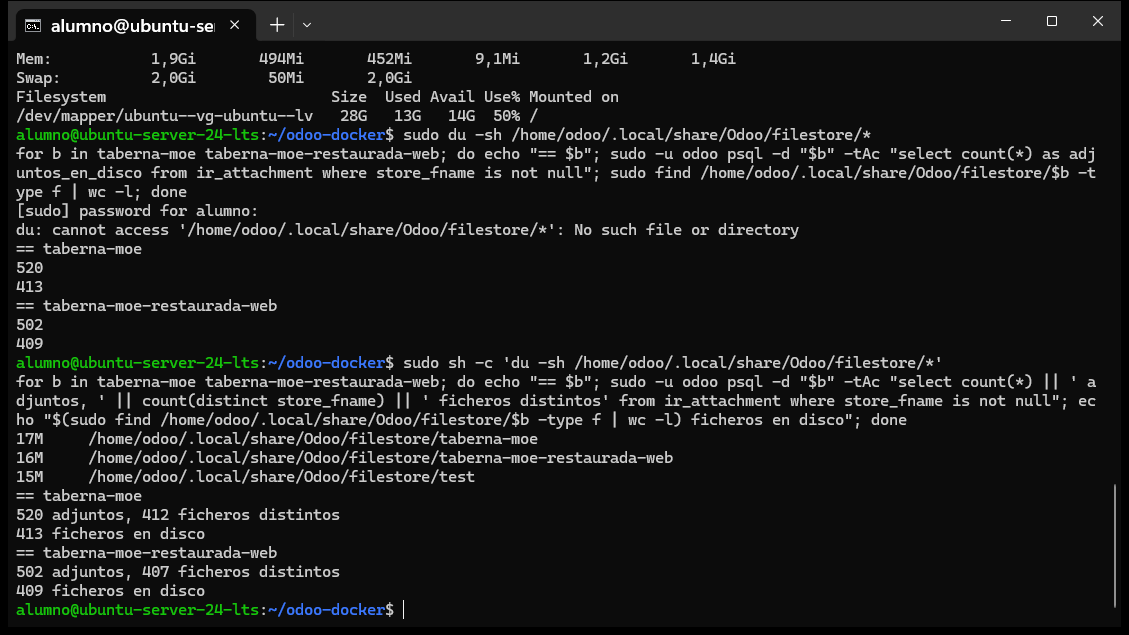 alumno@ubuntu-ser
Mem: 1,9Gi 494Mi 452Mi 9,1Mi 1,2Gi 1,4Gi
Swap: 2,0Gi 50Mi 2,0Gi
Filesystem Size Used Avail Use% Mounted on
/dev/mapper/ubuntu--vg-ubuntu--lv 28G 13G 14G 50% /
alumno@ubuntu-server-24-lts:~/odoo-docker$ sudo du -sh /home/odoo/.local/share/Odoo/filestore/*
for b in taberna-moe taberna-moe-restaurada-web; do echo "== $b"; sudo -u odoo psql -d "$b" -tAc "select count(*) as adj
untos_en_disco from ir_attachment where store_fname is not null"; sudo find /home/odoo/.local/share/Odoo/filestore/$b -t
ype f | wc -l; done
[sudo] password for alumno:
du: cannot access '/home/odoo/.local/share/Odoo/filestore/*': No such file or directory
== taberna-moe
520
413
== taberna-moe-restaurada-web
502
409
alumno@ubuntu-server-24-lts:~/odoo-docker$ sudo sh -c 'du -sh /home/odoo/.local/share/Odoo/filestore/*'
for b in taberna-moe taberna-moe-restaurada-web; do echo "== $b"; sudo -u odoo psql -d "$b" -tAc "select count(*) || ' a
djuntos, ' || count(distinct store_fname) || ' ficheros distintos' from ir_attachment where store_fname is not null"; ec
ho "$(sudo find /home/odoo/.local/share/Odoo/filestore/$b -type f | wc -l) ficheros en disco"; done
17M /home/odoo/.local/share/Odoo/filestore/taberna-moe
16M /home/odoo/.local/share/Odoo/filestore/taberna-moe-restaurada-web
15M /home/odoo/.local/share/Odoo/filestore/test
== taberna-moe
520 adjuntos, 412 ficheros distintos
413 ficheros en disco
== taberna-moe-restaurada-web
502 adjuntos, 407 ficheros distintos
409 ficheros en disco
alumno@ubuntu-server-24-lts:~/odoo-docker$